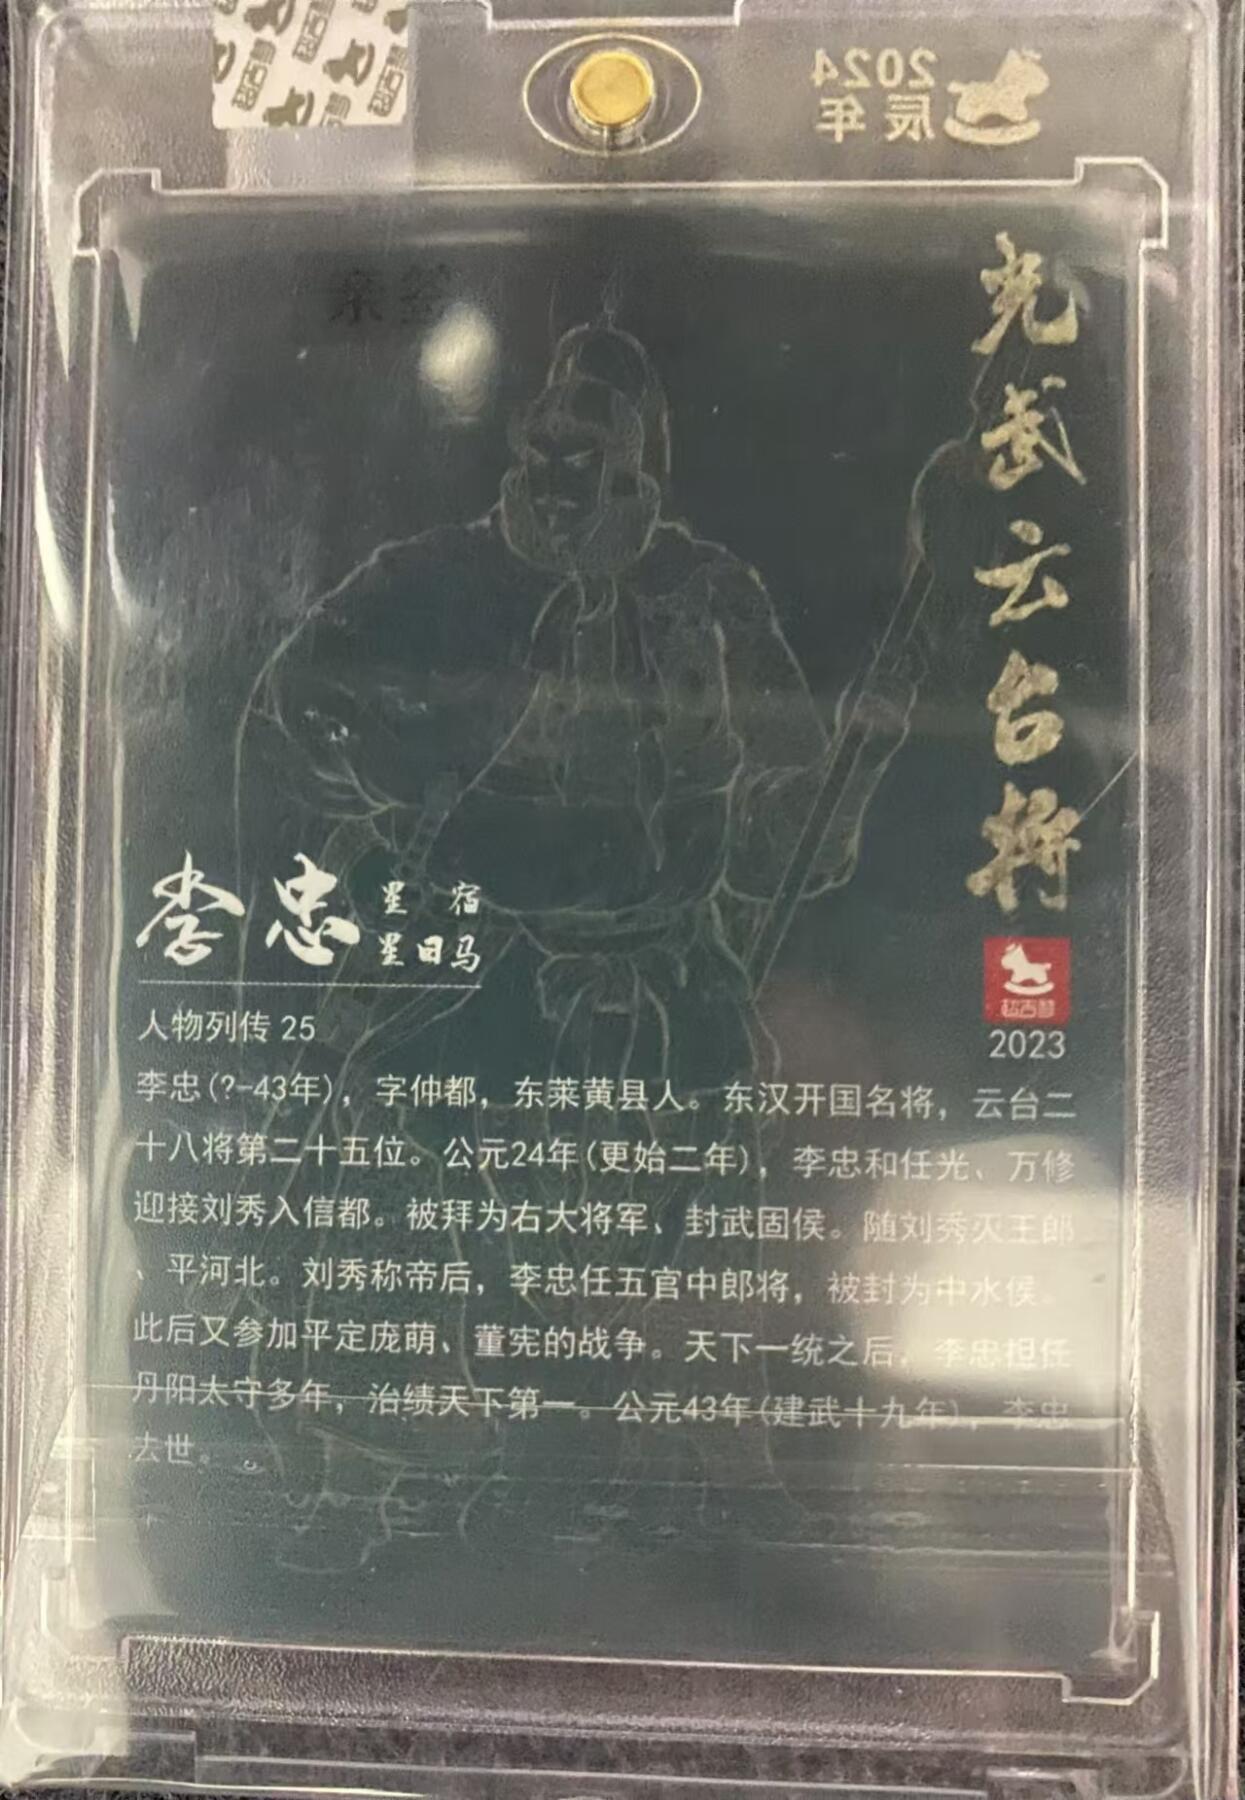 2024
辰年
亲签
光武云台将
超古梦
2023
李忠
星宿
星日马
人物列传 25
李忠(?-43年)，字仲都，东莱黄县人。东汉开国名将，云台二
十八将第二十五位。公元24年(更始二年)，李忠和任光、万修
迎接刘秀入信都。被拜为右大将军、封武固侯。随刘秀灭王郎
、平河北。刘秀称帝后，李忠任五官中郎将，被封为中水侯。
此后又参加平定庞萌、董宪的战争。天下一统之后，李忠担任
丹阳太守多年，治绩天下第一。公元43年(建武十九年)，李忠
去世。